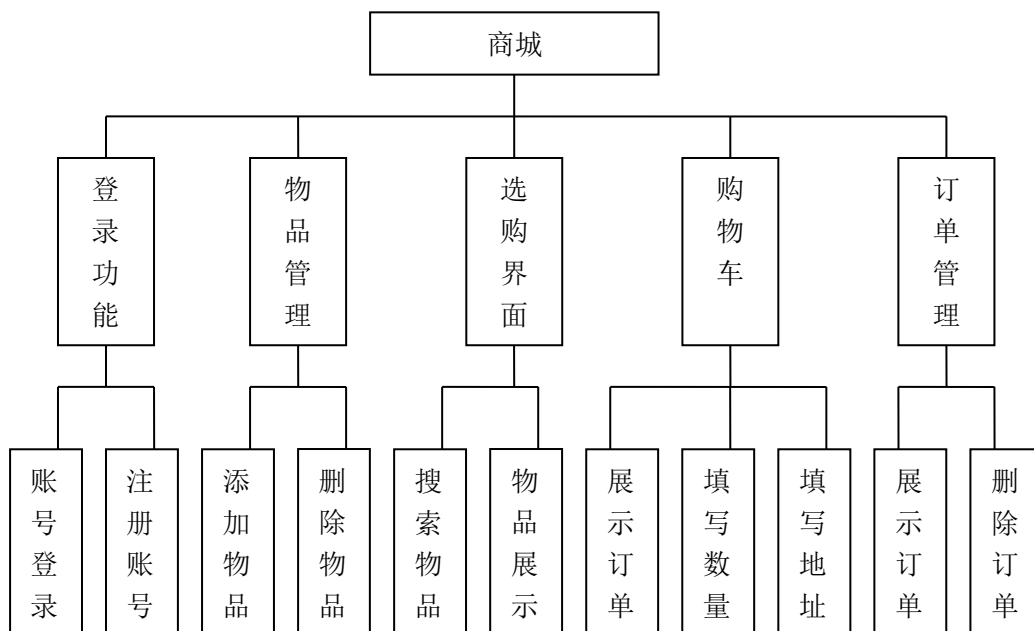 商城
登录功能
物品管理
选购界面
购物车
订单管理
账号登录
注册账号
添加物品
删除物品
搜索物品
物品展示
展示订单
填写数量
填写地址
展示订单
删除订单